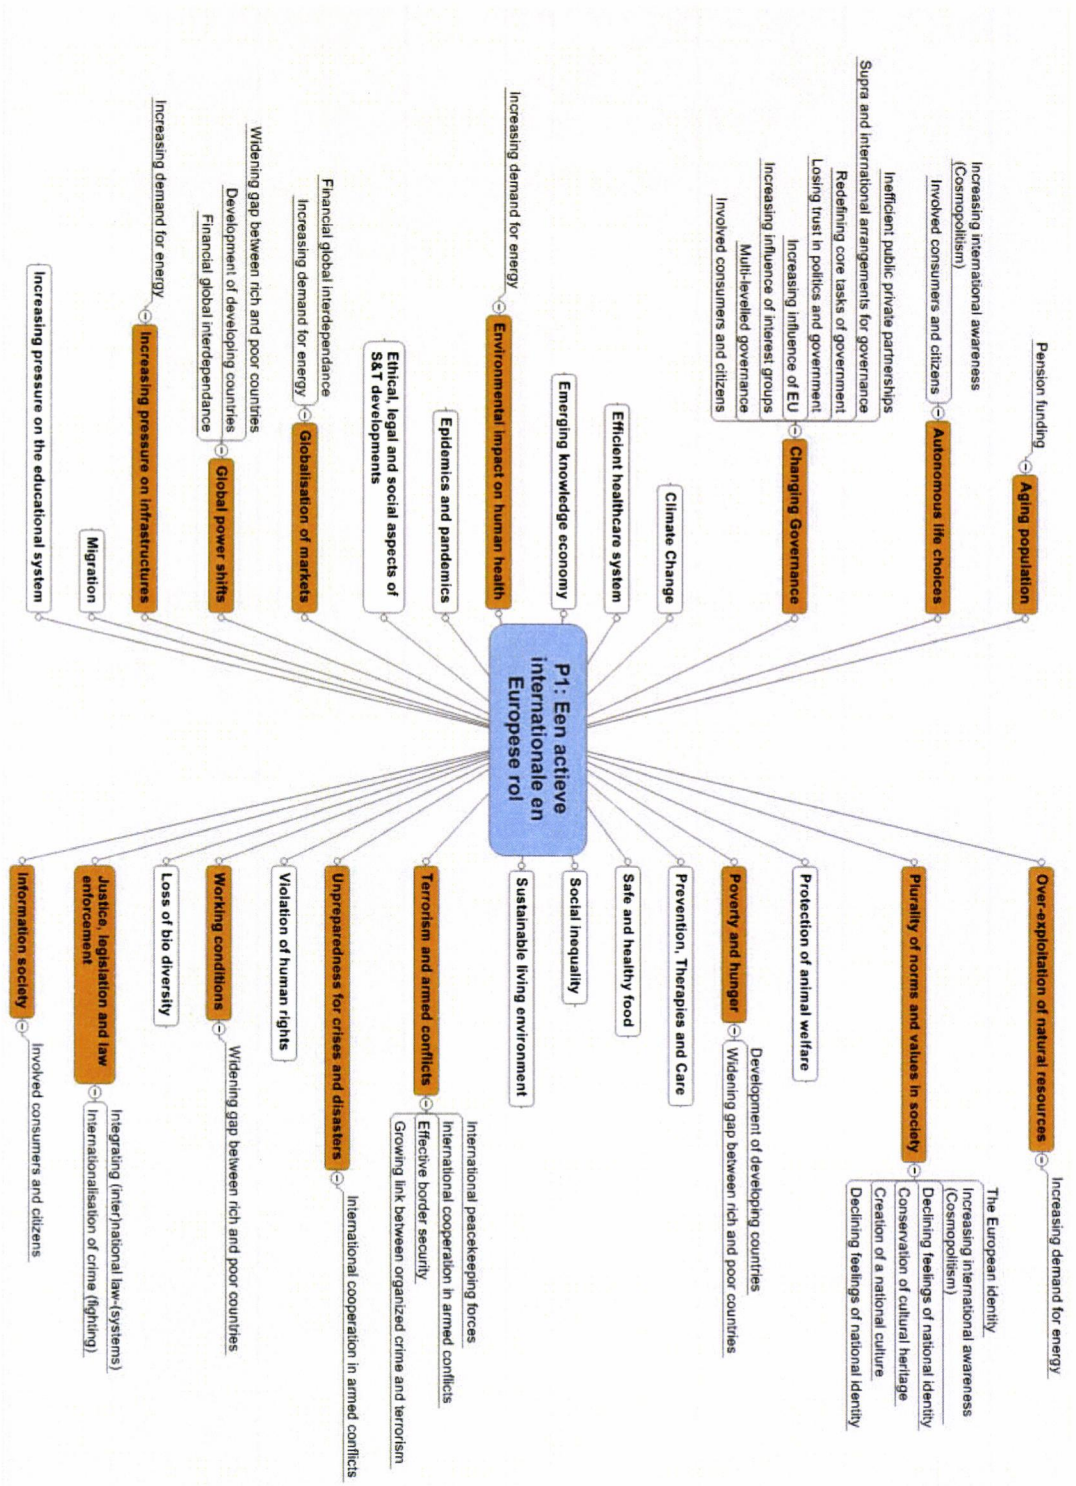 Pension funding
Aging population
Increasing international awareness
(Cosmopolitism)
Involved consumers and citizens
Autonomous life choices
Inefficient public private partnerships
Supra and international arrangements for governance
Redefining core tasks of government
Losing trust in politics and government
Increasing influence of EU
Increasing influence of interest groups
Multi-levelled governance
Involved consumers and citizens
Changing Governance
Climate Change
Efficient healthcare system
Emerging knowledge economy
Increasing demand for energy
Environmental impact on human health
Epidemics and pandemics
Ethical, legal and social aspects of
S&T developments
Financial global interdependance
Increasing demand for energy
Globalisation of markets
Widening gap between rich and poor countries
Development of developing countries
Financial global interdependance
Global power shifts
Increasing demand for energy
Increasing pressure on infrastructures
Migration
Increasing pressure on the educational system
P1: Een actieve
internationale en
Europese rol
Over-exploitation of natural resources
Increasing demand for energy
Plurality of norms and values in society
The European identity
Increasing international awareness
(Cosmopolitism)
Declining feelings of national identity
Conservation of cultural heritage
Creation of a national culture
Declining feelings of national identity
Protection of animal welfare
Poverty and hunger
Development of developing countries
Widening gap between rich and poor countries
Prevention, Therapies and Care
Safe and healthy food
Social inequality
Sustainable living environment
Terrorism and armed conflicts
International peacekeeping forces
International cooperation in armed conflicts
Effective border security
Growing link between organized crime and terrorism
Unpreparedness for crises and disasters
International cooperation in armed conflicts
Violation of human rights
Working conditions
Widening gap between rich and poor countries
Loss of bio diversity
Justice, legislation and law
enforcement
Integrating (inter)national law-(systems)
Internationalisation of crime (fighting)
Information society
Involved consumers and citizens